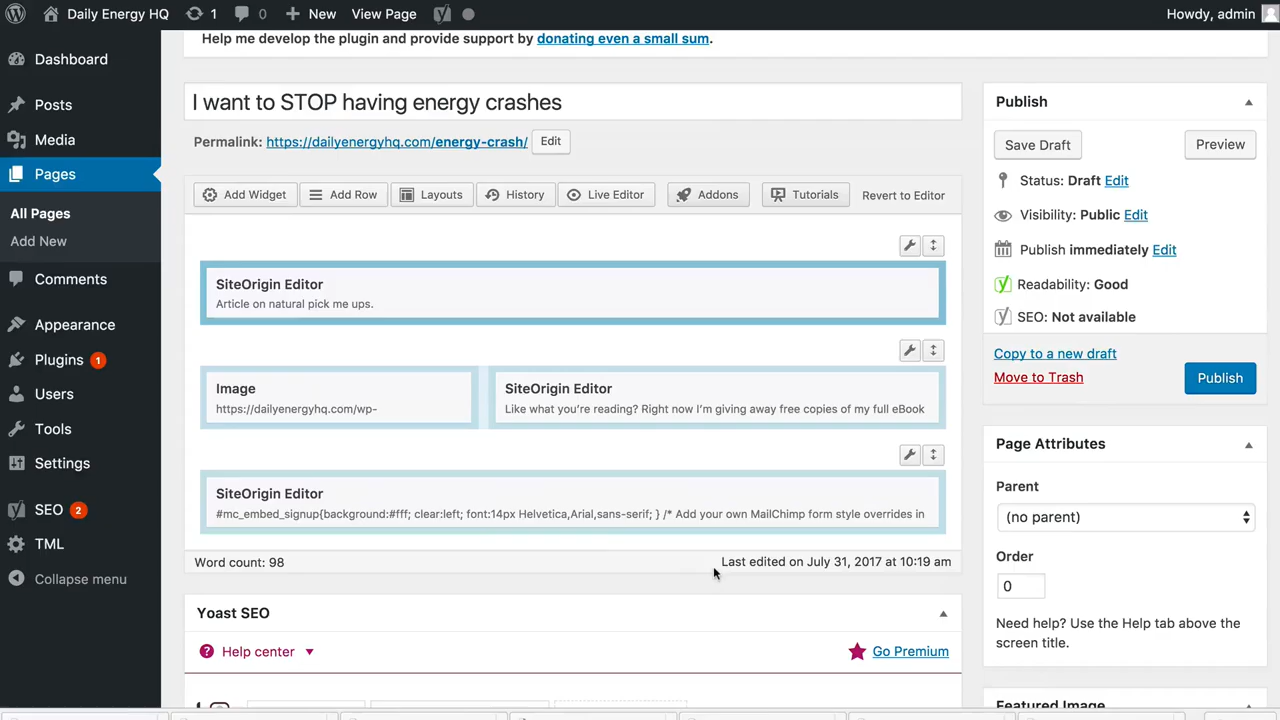 Daily Energy HQ 1 0 New View Page Howdy, admin
Help me develop the plugin and provide support by donating even a small sum.
Dashboard
Posts
Media
Pages
All Pages
Add New
Comments
Appearance
Plugins 1
Users
Tools
Settings
SEO 2
TML
Collapse menu
I want to STOP having energy crashes
Permalink: https://dailyenergyhq.com/energy-crash/ Edit
Add Widget Add Row Layouts History Live Editor Addons Tutorials Revert to Editor
SiteOrigin Editor
Article on natural pick me ups.
Image
https://dailyenergyhq.com/wp-
SiteOrigin Editor
Like what you're reading? Right now I'm giving away free copies of my full eBook
SiteOrigin Editor
#mc_embed_signup{background:#fff; clear:left; font:14px Helvetica,Arial,sans-serif; } /* Add your own MailChimp form style overrides in
Word count: 98 Last edited on July 31, 2017 at 10:19 am
Yoast SEO
Help center Go Premium
Publish
Save Draft Preview
Status: Draft Edit
Visibility: Public Edit
Publish immediately Edit
Readability: Good
SEO: Not available
Copy to a new draft
Move to Trash Publish
Page Attributes
Parent
(no parent)
Order
0
Need help? Use the Help tab above the
screen title.
Featured Image